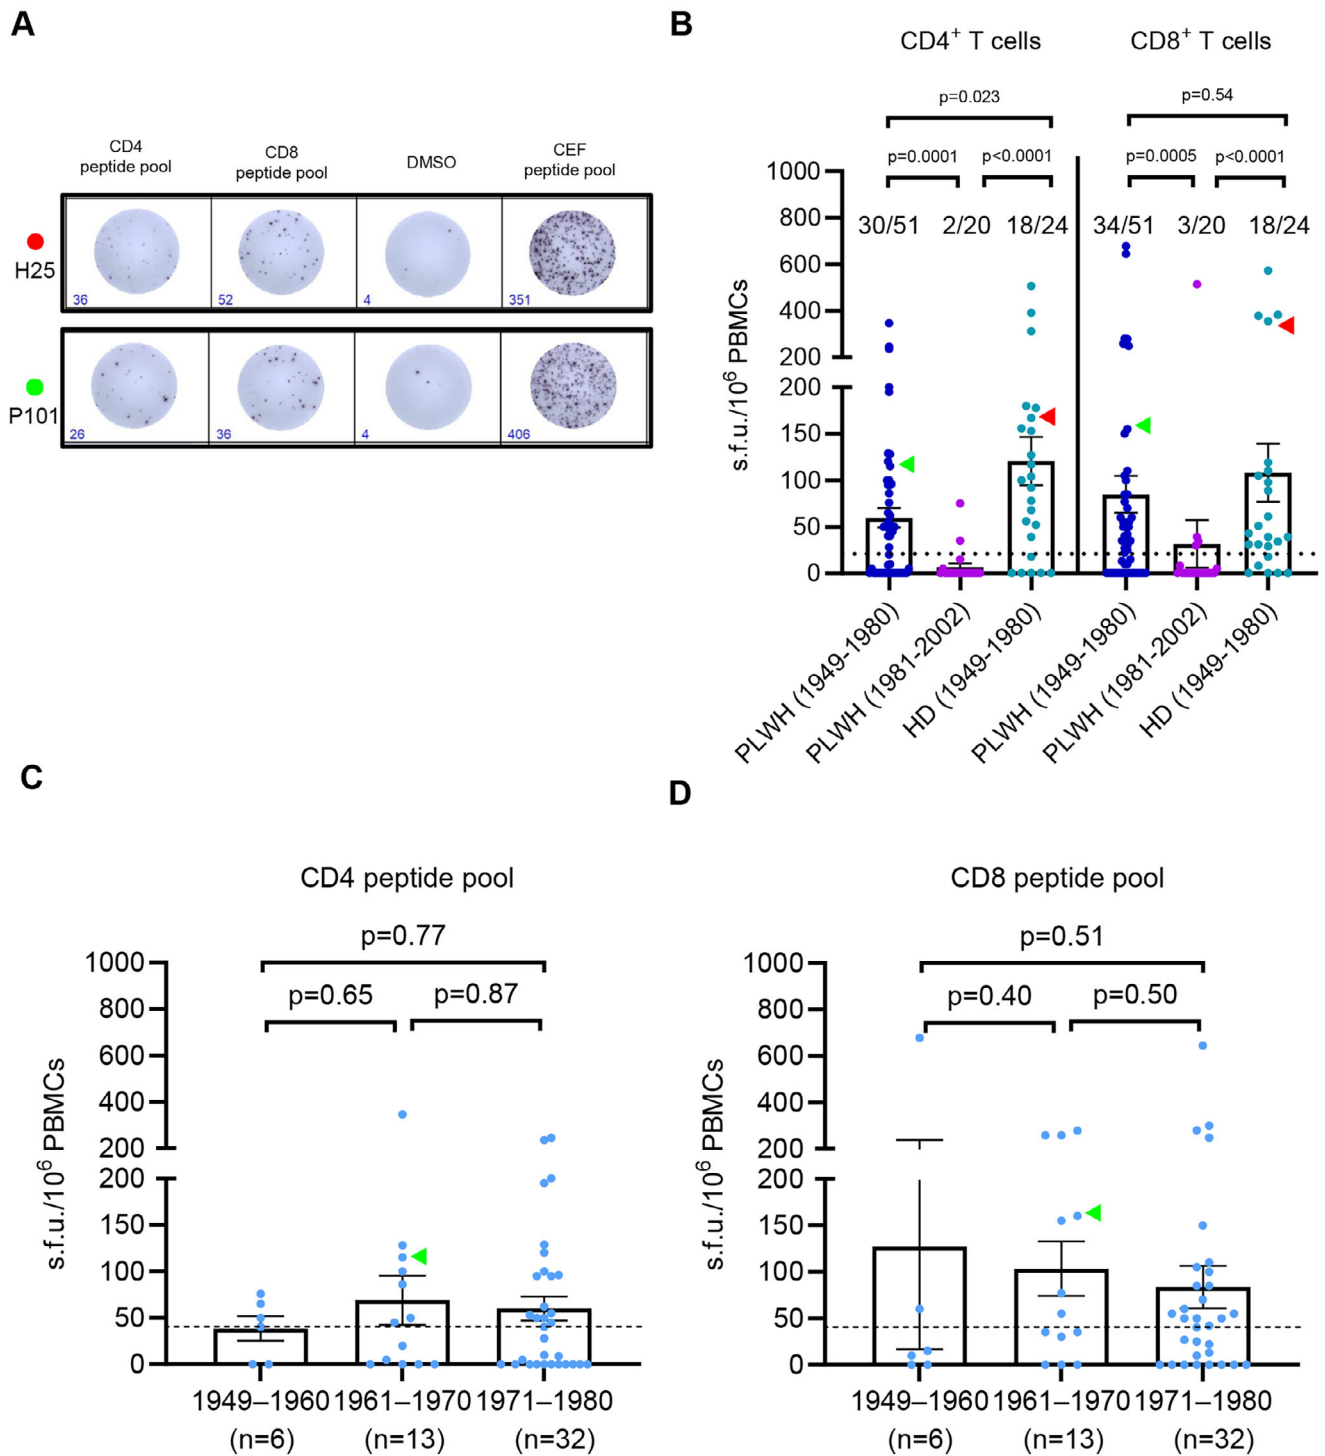 A
CD4
peptide pool
CD8
peptide pool
DMSO
CEF
peptide pool
H25
36
52
4
351
P101
26
36
4
406
B
CD4⁺ T cells
CD8⁺ T cells
p=0.023
p=0.54
p=0.0001
p<0.0001
p=0.0005
p<0.0001
30/51
2/20
18/24
34/51
3/20
18/24
s.f.u./10⁶ PBMCs
1000
800
600
400
200
200
150
100
50
0
PLWH (1949-1980)
PLWH (1981-2002)
HD (1949-1980)
PLWH (1949-1980)
PLWH (1981-2002)
HD (1949-1980)
C
CD4 peptide pool
p=0.77
p=0.65
p=0.87
s.f.u./10⁶ PBMCs
1000
800
600
400
200
200
150
100
50
0
1949–1960
(n=6)
1961–1970
(n=13)
1971–1980
(n=32)
D
CD8 peptide pool
p=0.51
p=0.40
p=0.50
s.f.u./10⁶ PBMCs
1000
800
600
400
200
200
150
100
50
0
1949–1960
(n=6)
1961–1970
(n=13)
1971–1980
(n=32)